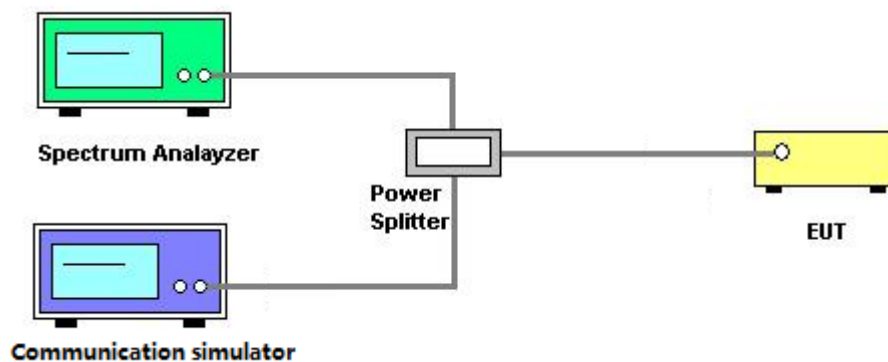 Spectrum Analayzer
Power
Splitter
EUT
Communication simulator